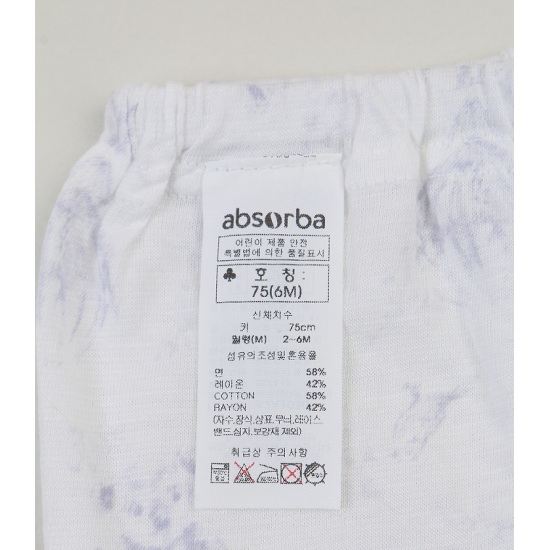 absorba
어린이 제품 안전
특별법에 의한 품질표시
♣ 호 칭 :
75(6M)
신체치수
키 75cm
월령(M) 2-6M
섬유의조성및혼용율
면 58%
레이온 42%
COTTON 58%
RAYON 42%
(자수,장식,상표,무늬,레이스
밴드,심지,보강재 제외)
취급상 주의사항